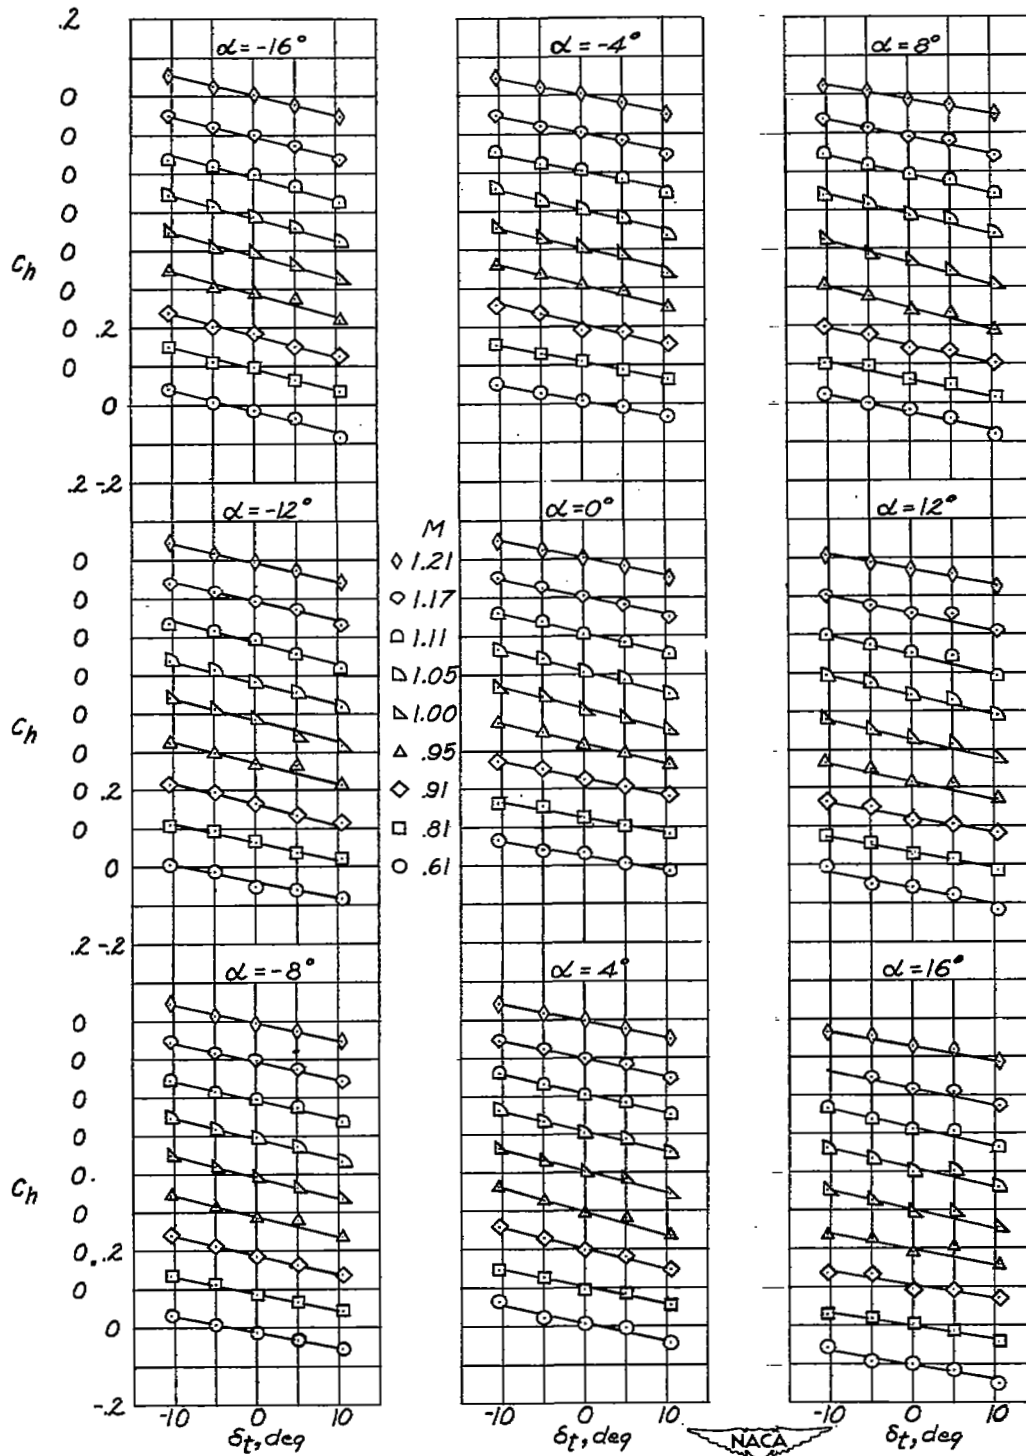 .2
α = -16°
α = -4°
α = 8°
0
0
0
0
0
C_h
0
0 .2
0
0
.2 -.2
α = -12°
α = 0°
α = 12°
M
0
◇ 1.21
0
1.17
0
1.11
0
1.05
0
C_h
1.00
0
△ .95
0 .2
◇ .91
0
□ .81
0
○ .61
.2 -.2
α = -8°
α = 4°
α = 16°
0
0
0
0
0.
C_h
0
0 .2
0
0
-.2
-10 0 10
-10 0 10
-10 0 10
δ_t, deg
δ_t, deg
δ_t, deg
NACA